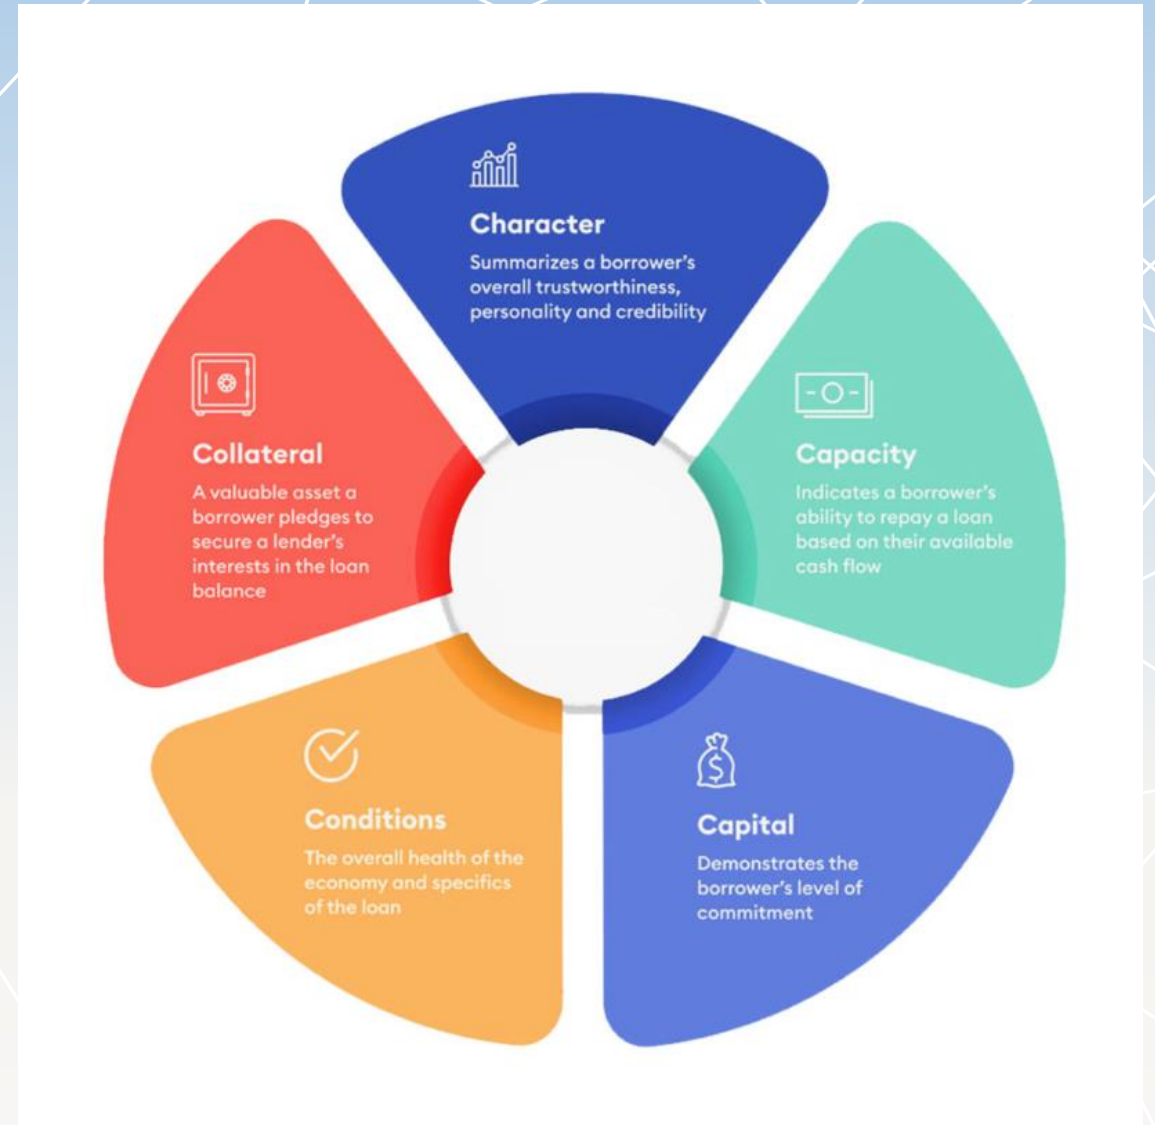 Character
Summarizes a borrower's
overall trustworthiness,
personality and credibility
Capacity
Indicates a borrower's
ability to repay a loan
based on their available
cash flow
Capital
Demonstrates the
borrower's level of
commitment
Conditions
The overall health of the
economy and specifics
of the loan
Collateral
A valuable asset a
borrower pledges to
secure a lender's
interests in the loan
balance